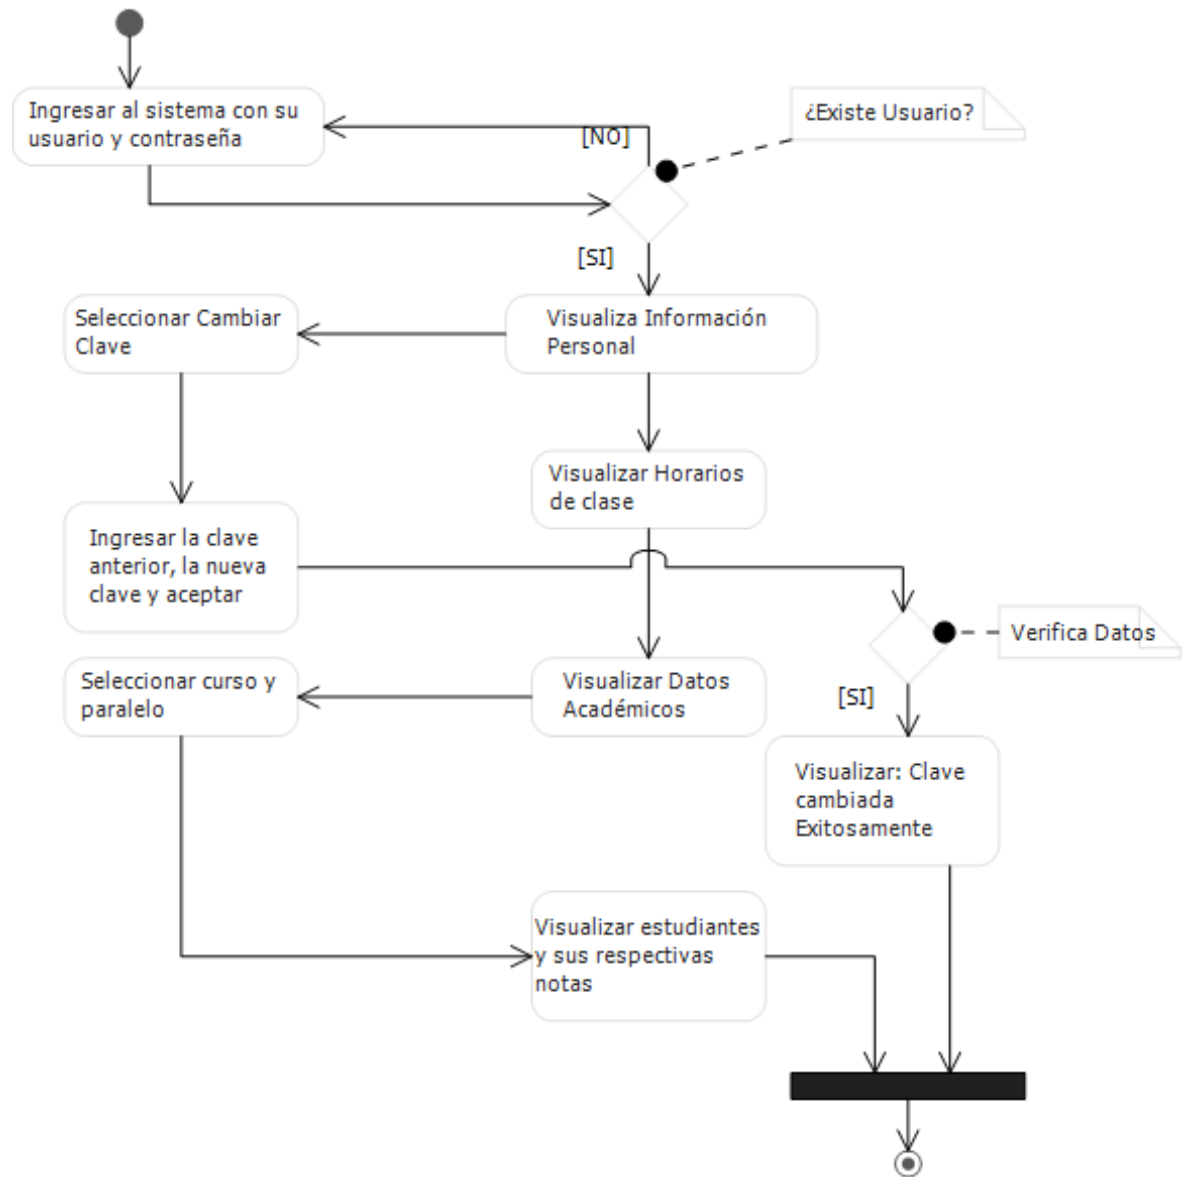 Ingresar al sistema con su
usuario y contraseña
¿Existe Usuario?
[NO]
[SI]
Seleccionar Cambiar
Clave
Visualiza Información
Personal
Visualizar Horarios
de clase
Ingresar la clave
anterior, la nueva
clave y aceptar
Verifica Datos
Seleccionar curso y
paralelo
Visualizar Datos
Académicos
[SI]
Visualizar: Clave
cambiada
Exitosamente
Visualizar estudiantes
y sus respectivas
notas